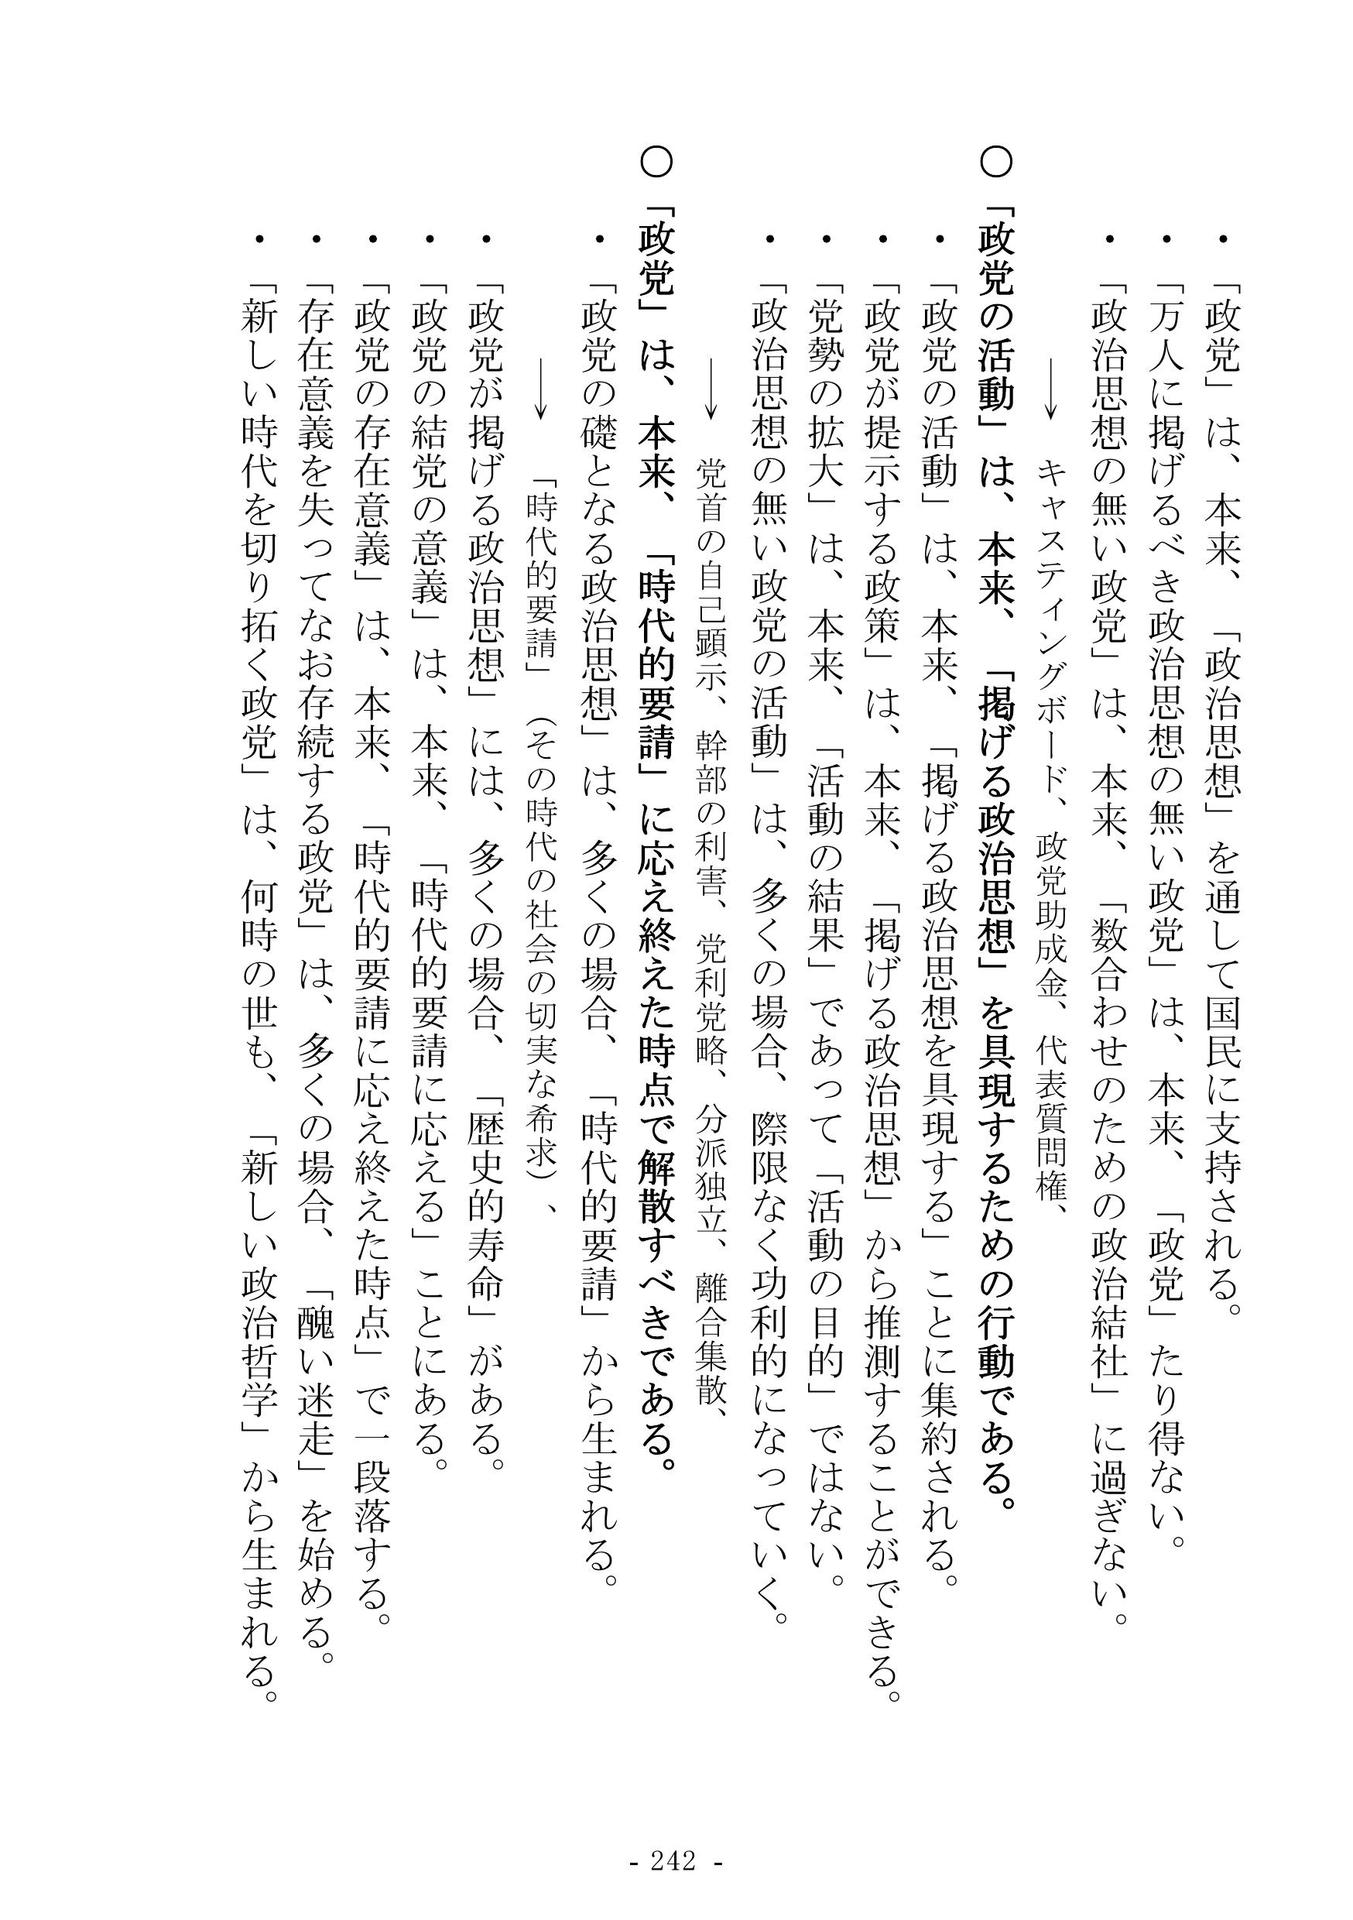 ・「政党」は、本来、「政治思想」を通して国民に支持される。
・「万人に掲げるべき政治思想の無い政党」は、本来、「政党」たり得ない。
・「政治思想の無い政党」は、本来、「数合わせのための政治結社」に過ぎない。
→ キャスティングボード、政党助成金、代表質問権、
○「政党の活動」は、本来、「掲げる政治思想」を具現するための行動である。
・「政党の活動」は、本来、「掲げる政治思想を具現する」ことに集約される。
・「政党が提示する政策」は、本来、「掲げる政治思想」から推測することができる。
・「党勢の拡大」は、本来、「活動の結果」であって「活動の目的」ではない。
・「政治思想の無い政党の活動」は、多くの場合、際限なく功利的になっていく。
→ 党首の自己顕示、幹部の利害、党利党略、分派独立、離合集散、
○「政党」は、本来、「時代的要請」に応え終えた時点で解散すべきである。
・「政党の礎となる政治思想」は、多くの場合、「時代的要請」から生まれる。
→ 「時代的要請」（その時代の社会の切実な希求）、
・「政党が掲げる政治思想」には、多くの場合、「歴史的寿命」がある。
・「政党の結党の意義」は、本来、「時代的要請に応える」ことにある。
・「政党の存在意義」は、本来、「時代的要請に応え終えた時点」で一段落する。
・「存在意義を失ってなお存続する政党」は、多くの場合、「醜い迷走」を始める。
・「新しい時代を切り拓く政党」は、何時の世も、「新しい政治哲学」から生まれる。
- 242 -